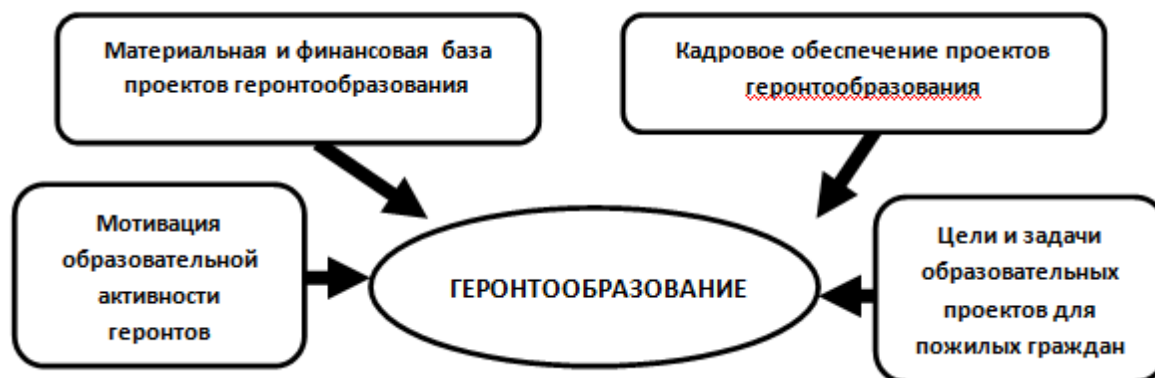 Материальная и финансовая база
проектов геронтообразования
Кадровое обеспечение проектов
геронтообразования
Мотивация
образовательной
активности
геронтов
ГЕРОНТООБРАЗОВАНИЕ
Цели и задачи
образовательных
проектов для
пожилых граждан